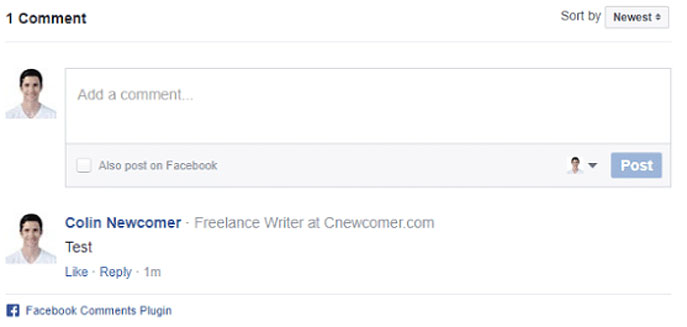 1 Comment
Sort by Newest
Add a comment...
Also post on Facebook
Post
Colin Newcomer · Freelance Writer at Cnewcomer.com
Test
Like · Reply · 1m
Facebook Comments Plugin